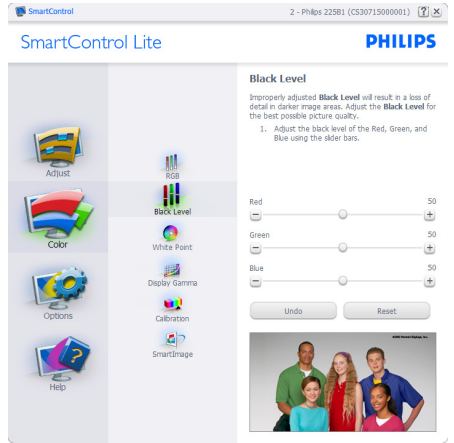 SmartControl
2 - Philips 225B1 (CS30715000001)
?
SmartControl Lite
PHILIPS
Adjust
Color
Options
Help
RGB
Black Level
White Point
Display Gamma
Calibration
SmartImage
Black Level
Improperly adjusted Black Level will result in a loss of
detail in darker image areas. Adjust the Black Level for
the best possible picture quality.
1. Adjust the black level of the Red, Green, and
Blue using the slider bars.
Red 50
Green 50
Blue 50
Undo Reset